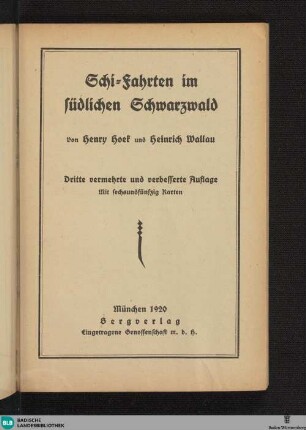 Schi-Fahrten im
südlichen Schwarzwald
Von Henry Hoek und Heinrich Wallau
Dritte vermehrte und verbesserte Auflage
Mit sechsundfünfzig Karten
München 1920
Bergverlag
Eingetragene Genossenschaft m. b. H.
BLB
BADISCHE
LANDESBIBLIOTHEK
Baden-Württemberg